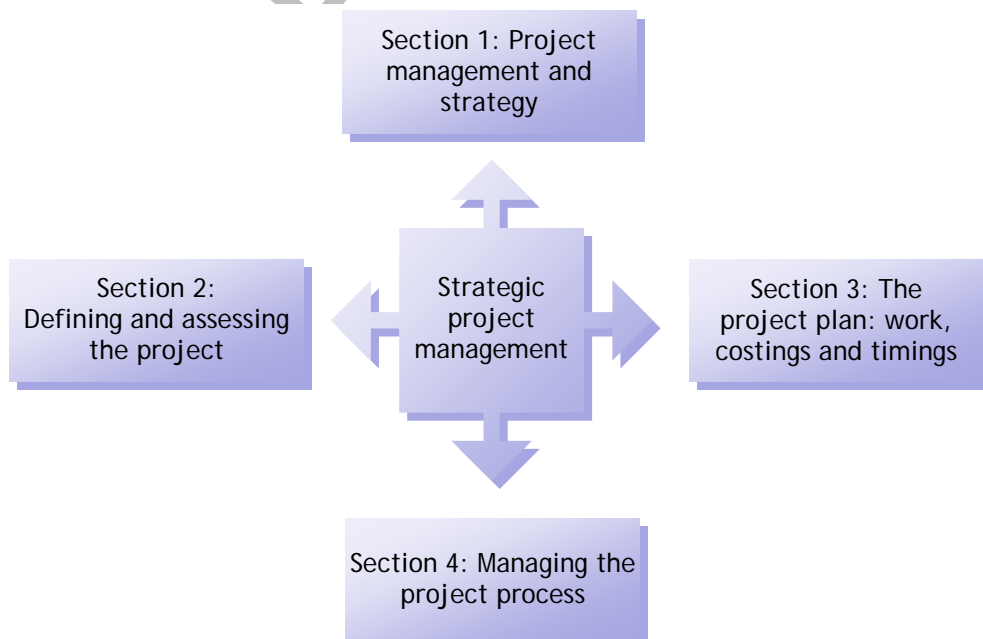 Section 1: Project
management and
strategy
Section 2:
Defining and assessing
the project
Strategic
project
management
Section 3: The
project plan: work,
costings and timings
Section 4: Managing the
project process